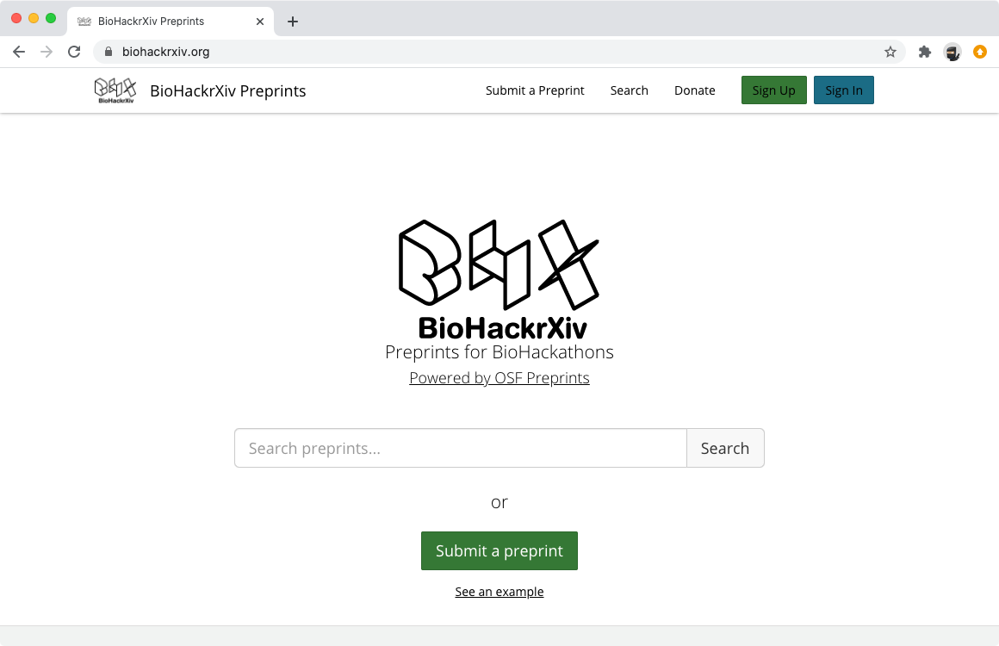 BioHackrXiv Preprints
biohackrxiv.org
BHX
BioHackrXiv
BioHackrXiv Preprints
Submit a Preprint
Search
Donate
Sign Up
Sign In
BHX
BioHackrXiv
Preprints for BioHackathons
Powered by OSF Preprints
Search preprints...
Search
or
Submit a preprint
See an example